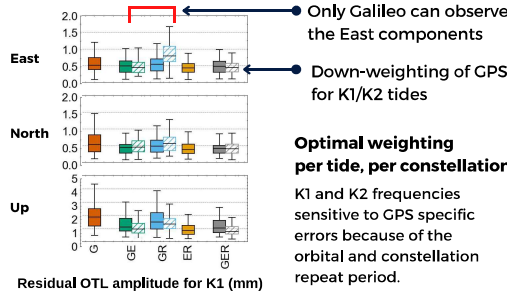 Only Galileo can observe
the East components
Down-weighting of GPS
for K1/K2 tides
Optimal weighting
per tide, per constellation
K1 and K2 frequencies
sensitive to GPS specific
errors because of the
orbital and constellation
repeat period.
East
2.0
1.5
1.0
0.5
0.0
North
2.0
1.5
1.0
0.5
0.0
Up
5
4
3
2
1
0
G
GE
GR
ER
GER
Residual OTL amplitude for K1 (mm)